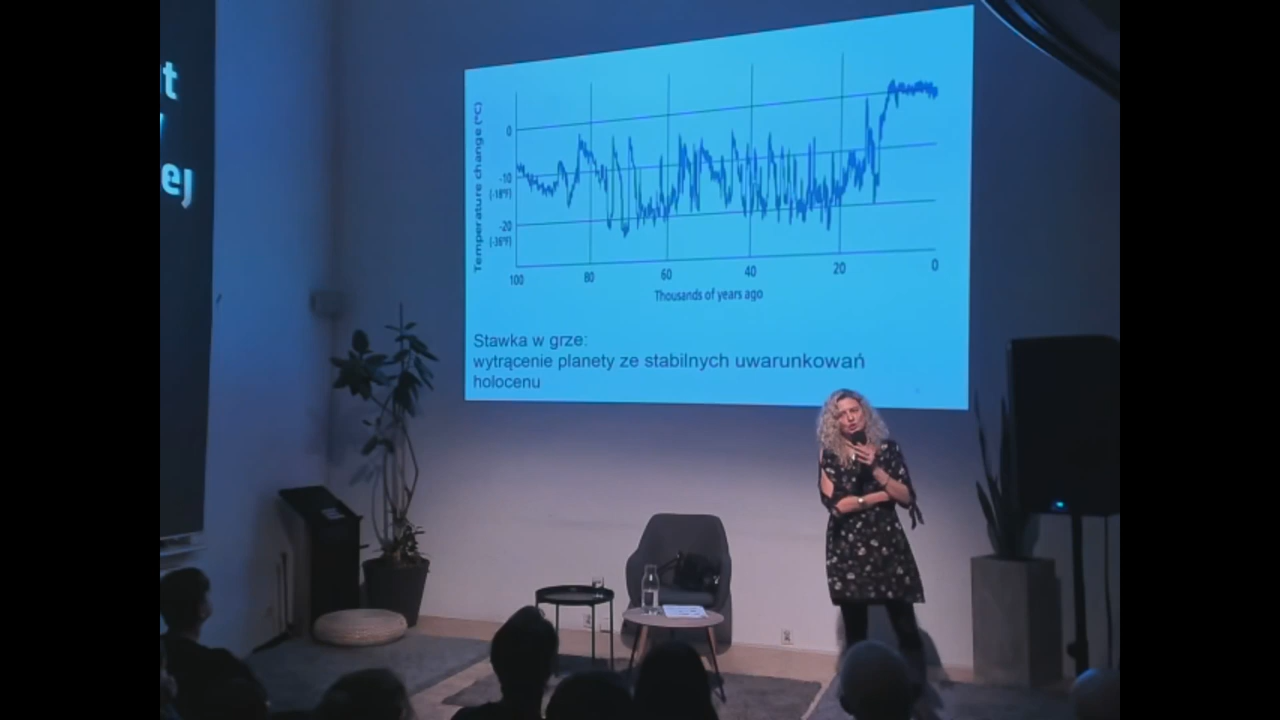 t
ej
Temperature change (°C)
0
-10
(-18°F)
-20
(-36°F)
100 80 60 40 20 0
Thousands of years ago
Stawka w grze:
wytrącenie planety ze stabilnych uwarunkowań
holocenu